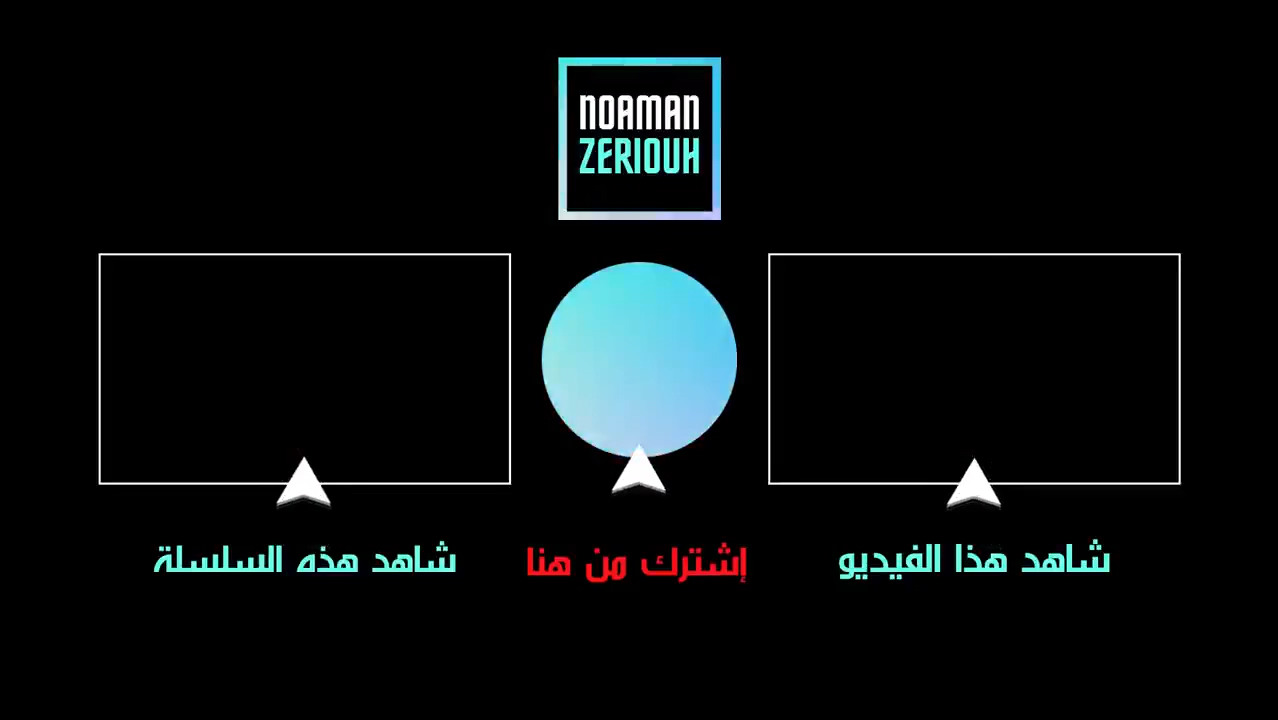 NOAMAN
ZERIOUH
شاهد هذا الفيديو
إشترك من هنا
شاهد هذه السلسلة